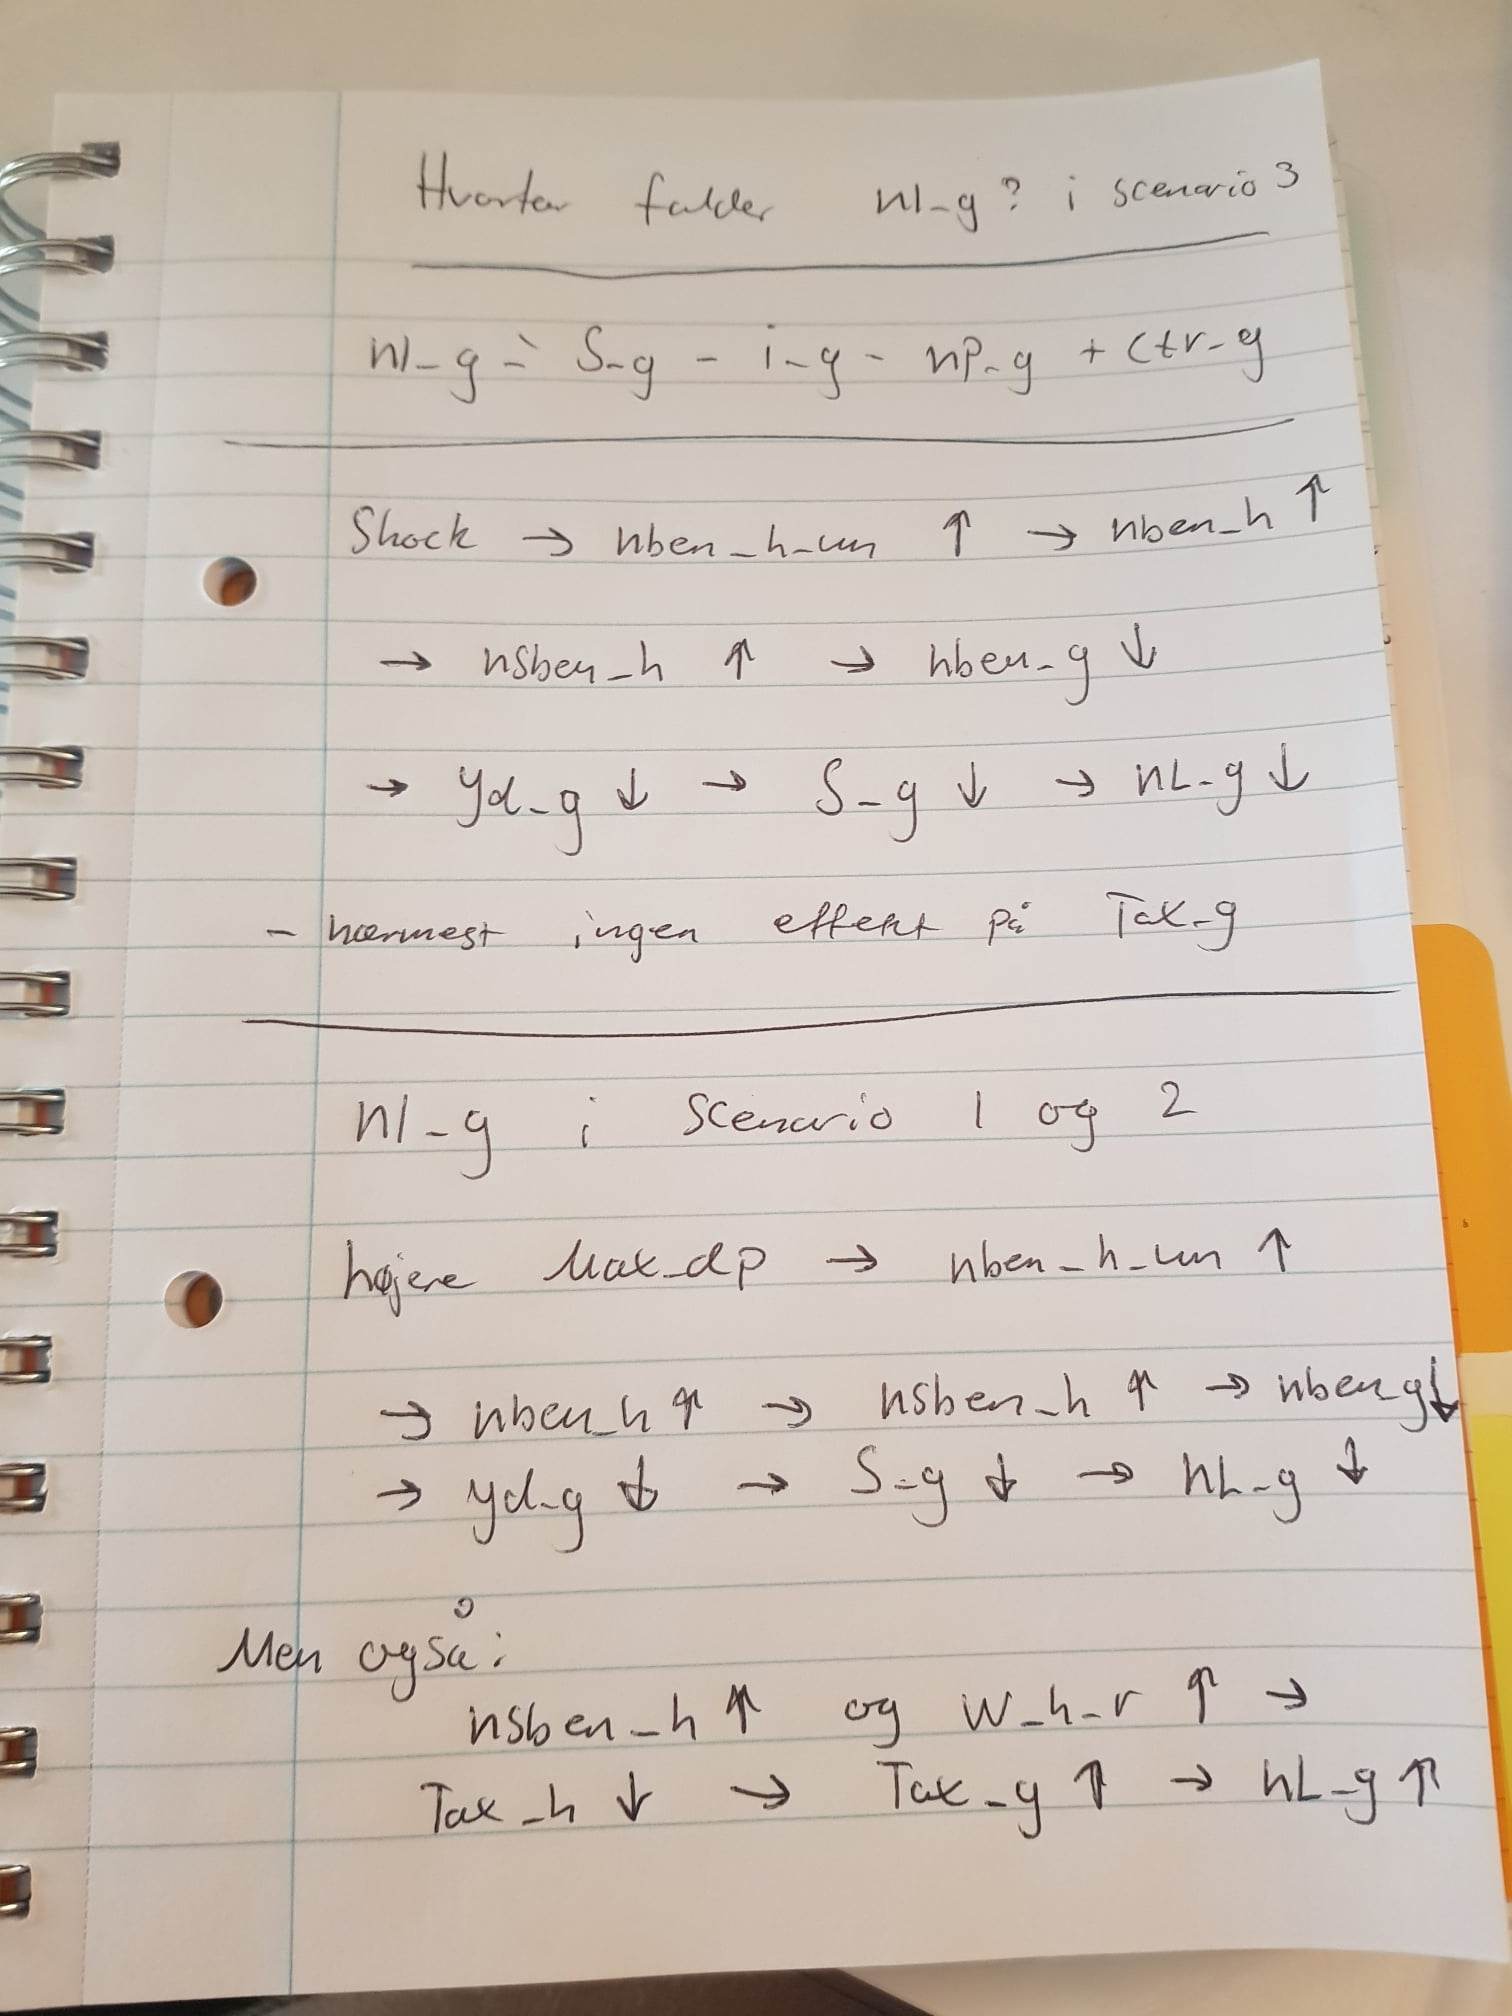 Hvorfor falder nl_g? i scenario 3
nl_g = S_g - i_g - np_g + Ctr_g
Shock → nben_h_un ↑ → nben_h ↑
→ nsben_h ↑ → nben_g ↓
→ Yd_g ↓ → S_g ↓ → nL_g ↓
- nærmest ingen effekt på Tax_g
nl_g i Scenario 1 og 2
højere Max_dp → nben_h_un ↑
→ nben_h ↑ → nsben_h ↑ → nben_g ↓
→ yd_g ↓ → S_g ↓ → nL_g ↓
Men også:
nsben_h ↑ og W_h_r ↑ →
Tax_h ↓ → Tax_g ↑ → nL_g ↑